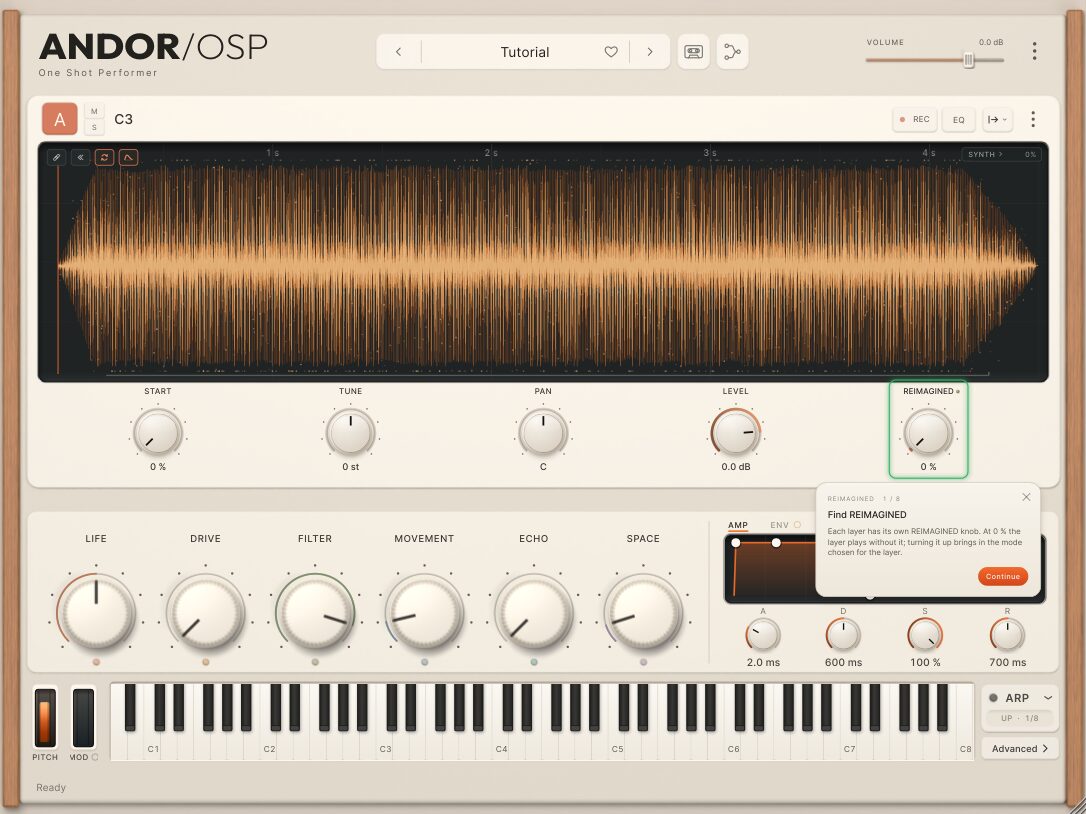 ANDOR/OSP
One Shot Performer
Tutorial
VOLUME 0.0 dB
A
M
S
C3
REC
EQ
1 s 2 s 3 s 4 s
SYNTH > 0%
START TUNE PAN LEVEL REIMAGINED
0 % 0 st C 0.0 dB 0 %
REIMAGINED 1 / 8
Find REIMAGINED
Each layer has its own REIMAGINED knob. At 0 % the
layer plays without it; turning it up brings in the mode
chosen for the layer.
Continue
LIFE DRIVE FILTER MOVEMENT ECHO SPACE
AMP ENV
A D S R
2.0 ms 600 ms 100 % 700 ms
PITCH MOD
C1 C2 C3 C4 C5 C6 C7 C8
ARP
UP · 1/8
Advanced >
Ready